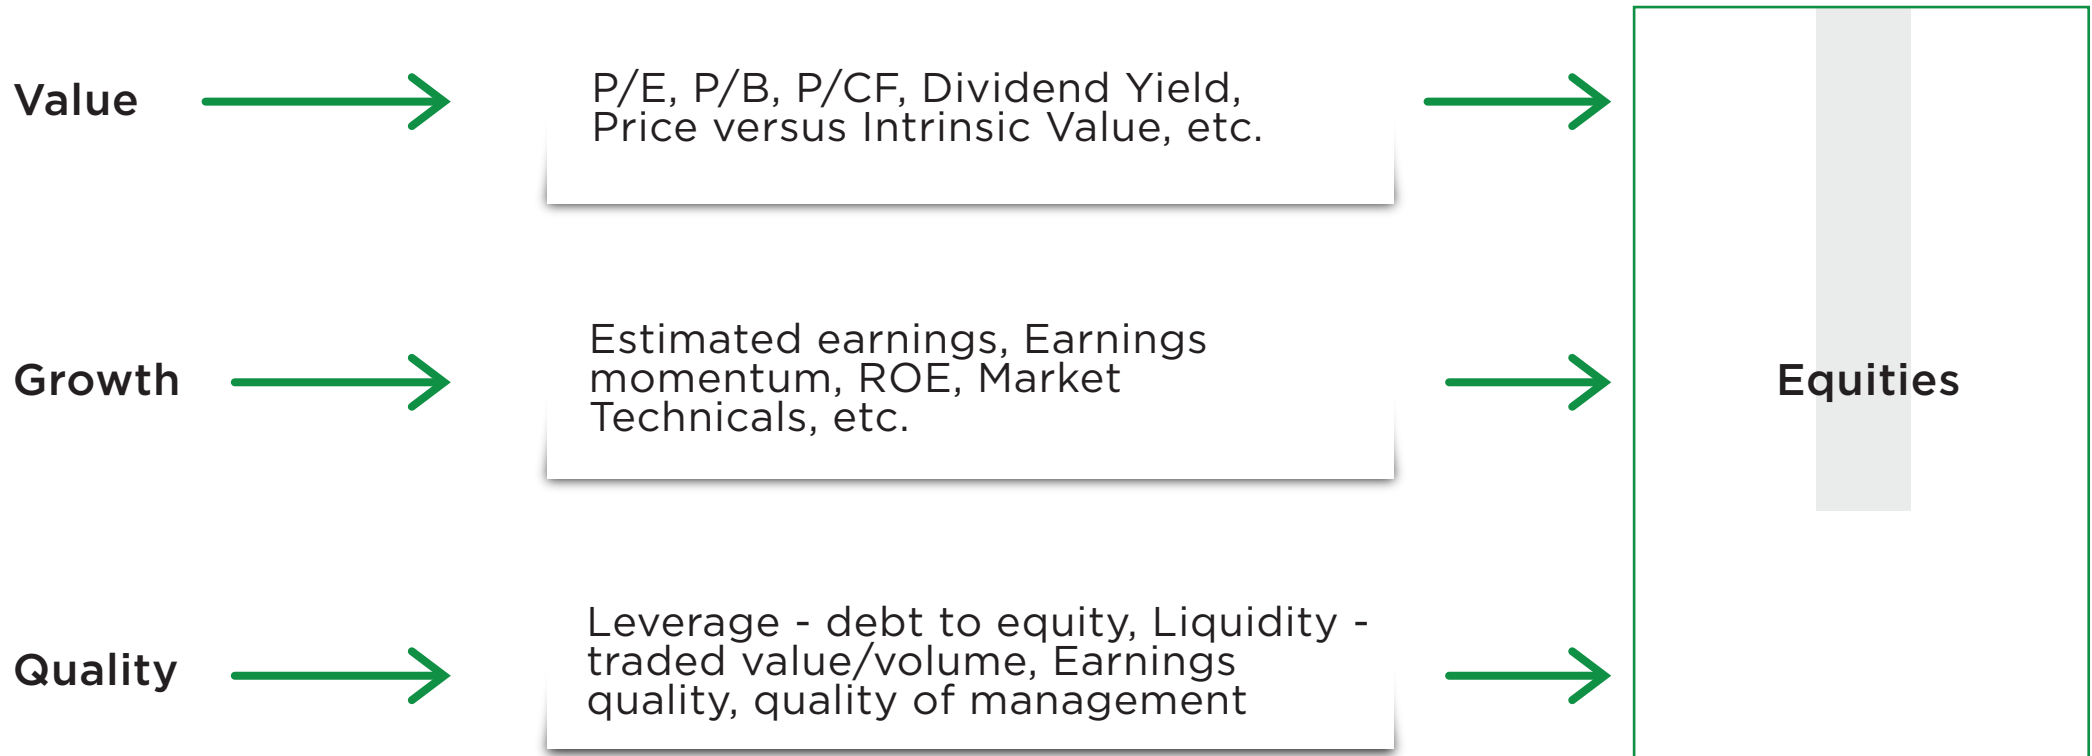 Value
P/E, P/B, P/CF, Dividend Yield,
Price versus Intrinsic Value, etc.
Growth
Estimated earnings, Earnings
momentum, ROE, Market
Technicals, etc.
Equities
Quality
Leverage - debt to equity, Liquidity -
traded value/volume, Earnings
quality, quality of management